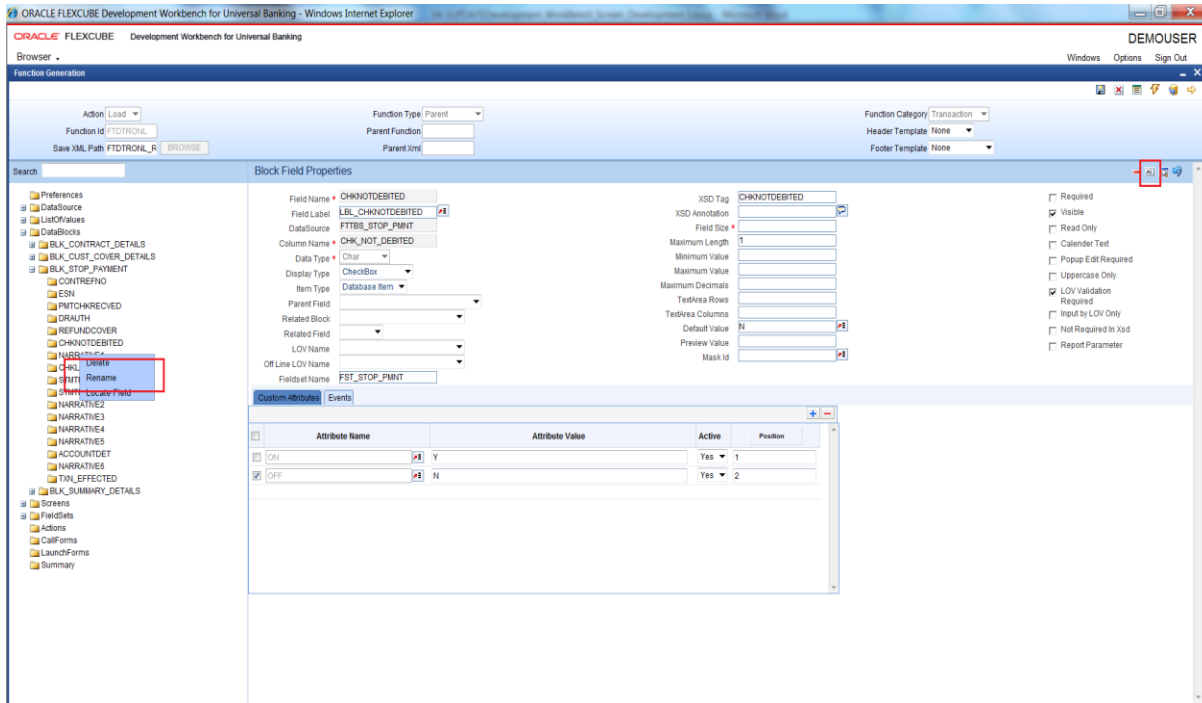 ORACLE FLEXCUBE Development Workbench for Universal Banking - Windows Internet Explorer
ORACLE FLEXCUBE Development Workbench for Universal Banking
DEMOUSER
Browser
Windows Options Sign Out
Function Generation
Action Load
Function Type Parent
Function Category Transaction
Function Id FTDTRONL
Parent Function
Header Template None
Save XML Path FTDTRONL_R BROWSE
Parent Xml
Footer Template None
Search
Block Field Properties
Preferences
DataSource
ListOfValues
DataBlocks
BLK_CONTRACT_DETAILS
BLK_CUST_COVER_DETAILS
BLK_STOP_PAYMENT
CONTREFNO
ESN
PMTCHKRECVED
DRAUTH
REFUNDCOVER
CHKNOTDEBITED
Delete
Rename
Locate Field
NARRATIVE2
NARRATIVE3
NARRATIVE4
NARRATIVE5
ACCOUNTDET
NARRATIVE6
TXN_EFFECTED
BLK_SUMMARY_DETAILS
Screens
FieldSets
Actions
CallForms
LaunchForms
Summary
Field Name * CHKNOTDEBITED
Field Label LBL_CHKNOTDEBITED
DataSource FTTBS_STOP_PMNT
Column Name * CHK_NOT_DEBITED
Data Type * Char
Display Type CheckBox
Item Type Database Item
Parent Field
Related Block
Related Field
LOV Name
Off Line LOV Name
Fieldset Name FST_STOP_PMNT
XSD Tag CHKNOTDEBITED
XSD Annotation
Field Size *
Maximum Length 1
Minimum Value
Maximum Value
Maximum Decimals
TextArea Rows
TextArea Columns
Default Value N
Preview Value
Mask Id
Required
Visible
Read Only
Calender Text
Popup Edit Required
Uppercase Only
LOV Validation
Required
Input by LOV Only
Not Required In Xsd
Report Parameter
Custom Attributes Events
Attribute Name Attribute Value Active Position
ON Y Yes 1
OFF N Yes 2